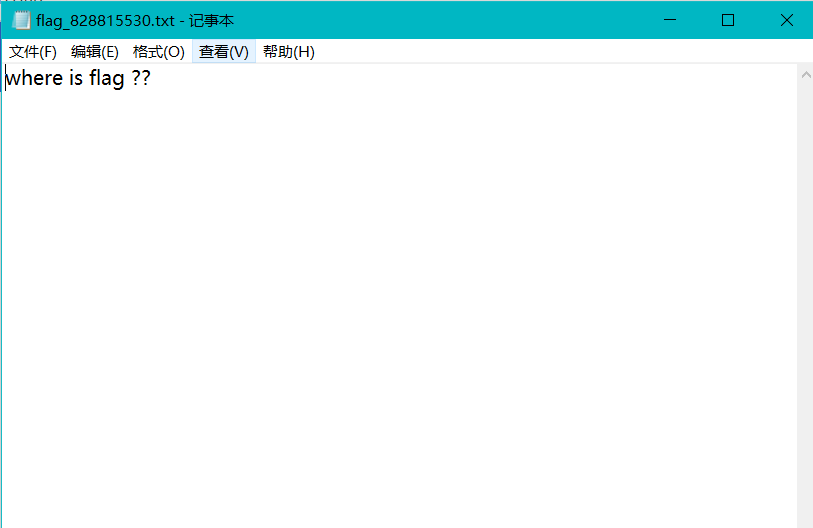 flag_828815530.txt - 记事本
文件(F) 编辑(E) 格式(O) 查看(V) 帮助(H)
where is flag ??